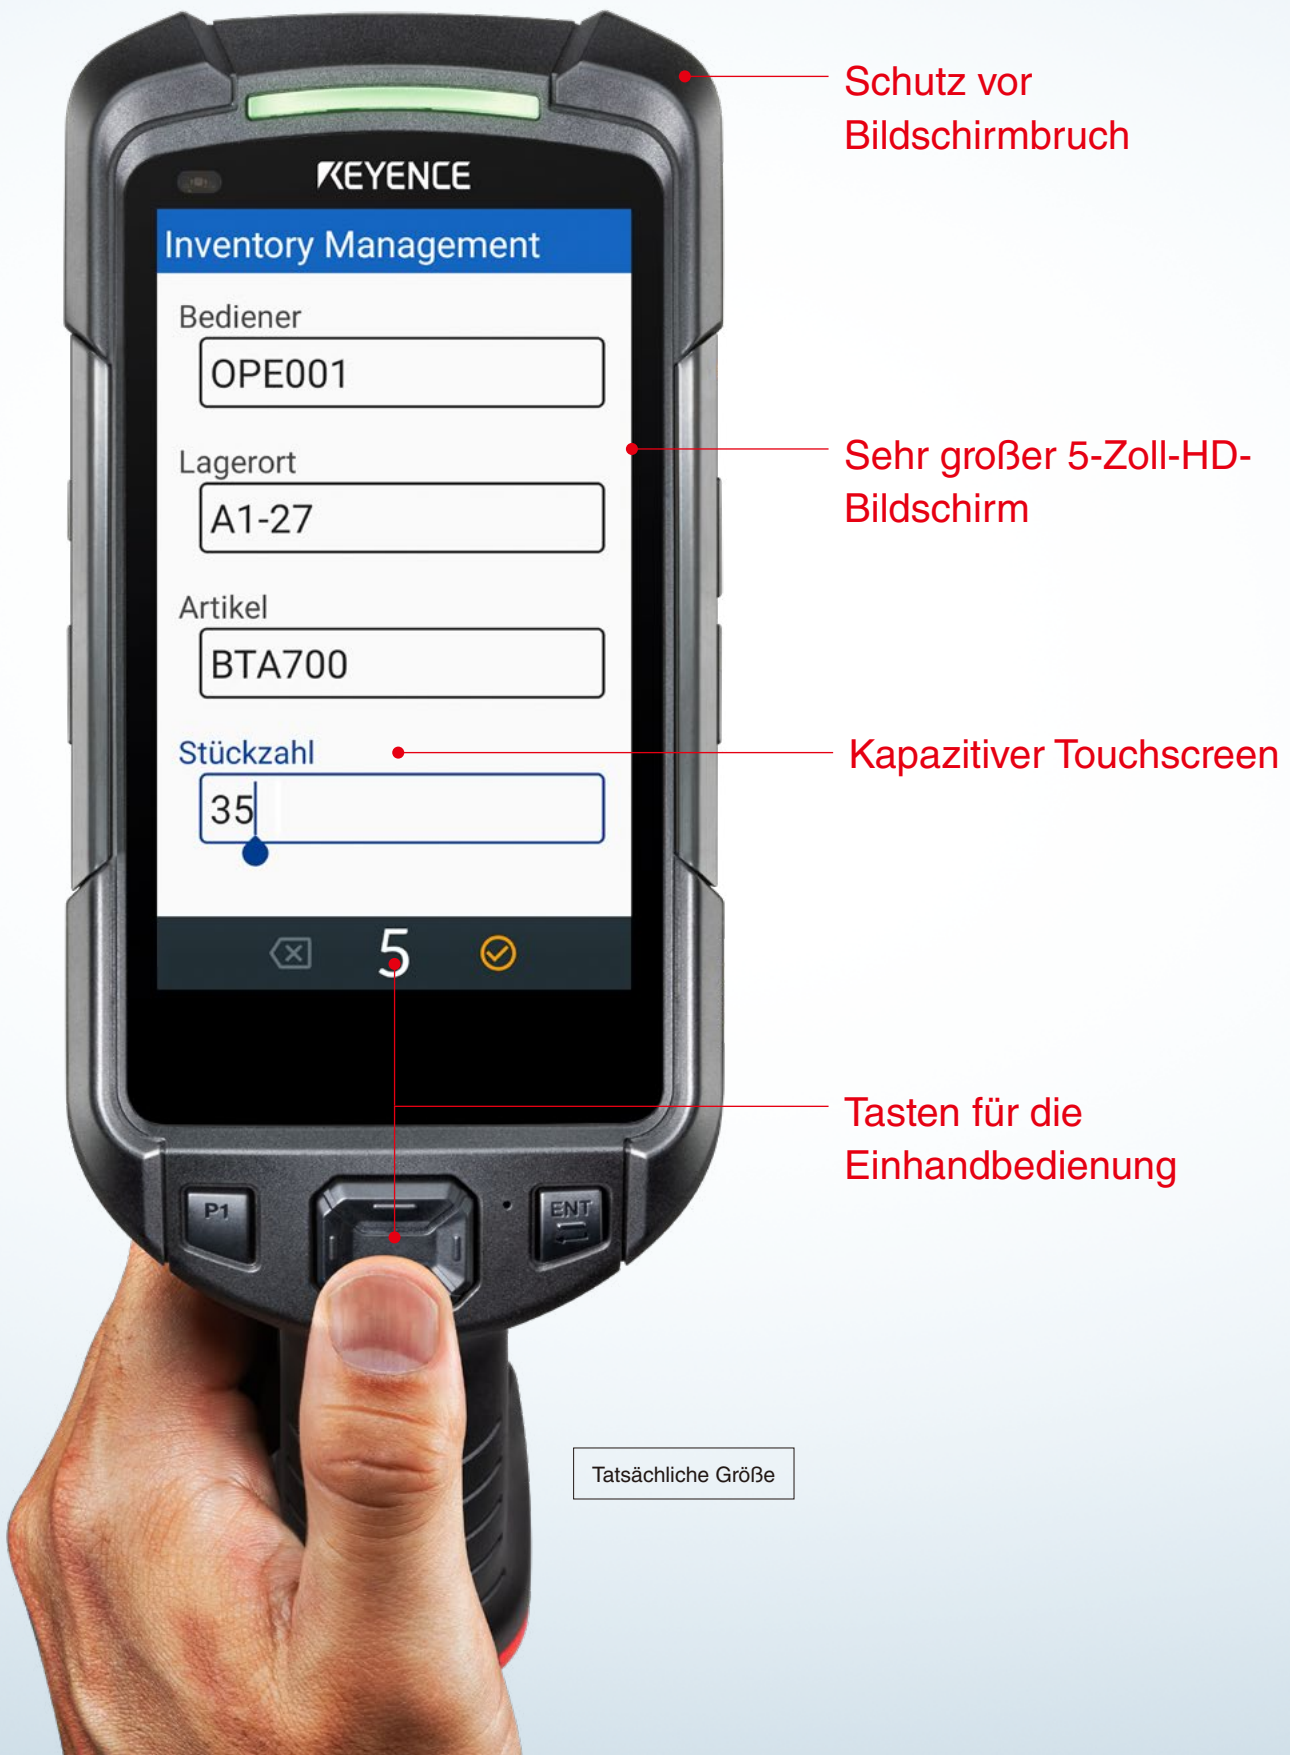 KEYENCE
Inventory Management
Bediener
OPE001
Lagerort
A1-27
Artikel
BTA700
Stückzahl
35
5
P1
ENT
Schutz vor
Bildschirmbruch
Sehr großer 5-Zoll-HD-
Bildschirm
Kapazitiver Touchscreen
Tasten für die
Einhandbedienung
Tatsächliche Größe